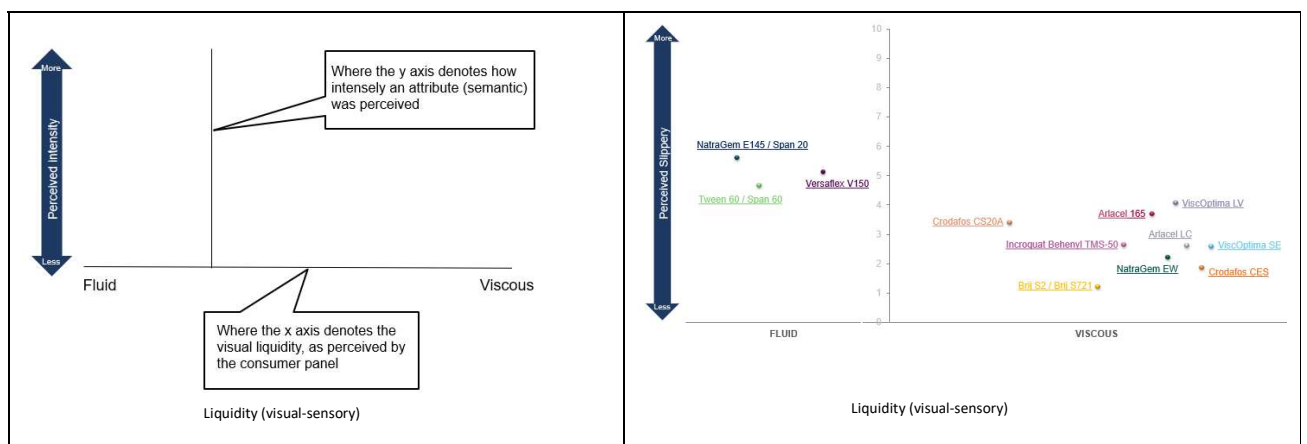 More
Perceived intensity
Less
Where the y axis denotes how
intensely an attribute (semantic)
was perceived
Fluid
Viscous
Where the x axis denotes the
visual liquidity, as perceived by
the consumer panel
Liquidity (visual-sensory)
More
Perceived Slippery
Less
10
9
8
7
6
5
4
3
2
1
0
NatraGem E145 / Span 20
Versaflex V150
Tween 60 / Span 60
Crodafos CS20A
Arlacel 165
ViscOptima LV
Incroquat Behenyl TMS-50
Arlacel LC
ViscOptima SE
NatraGem EW
Crodafos CES
Brij S2 / Brij S721
FLUID
VISCOUS
Liquidity (visual-sensory)